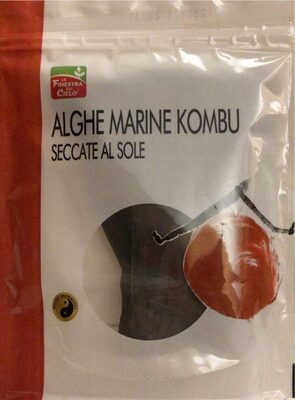 LA
FINESTRA
SUL
CIELO
ALGHE MARINE KOMBU
SECCATE AL SOLE